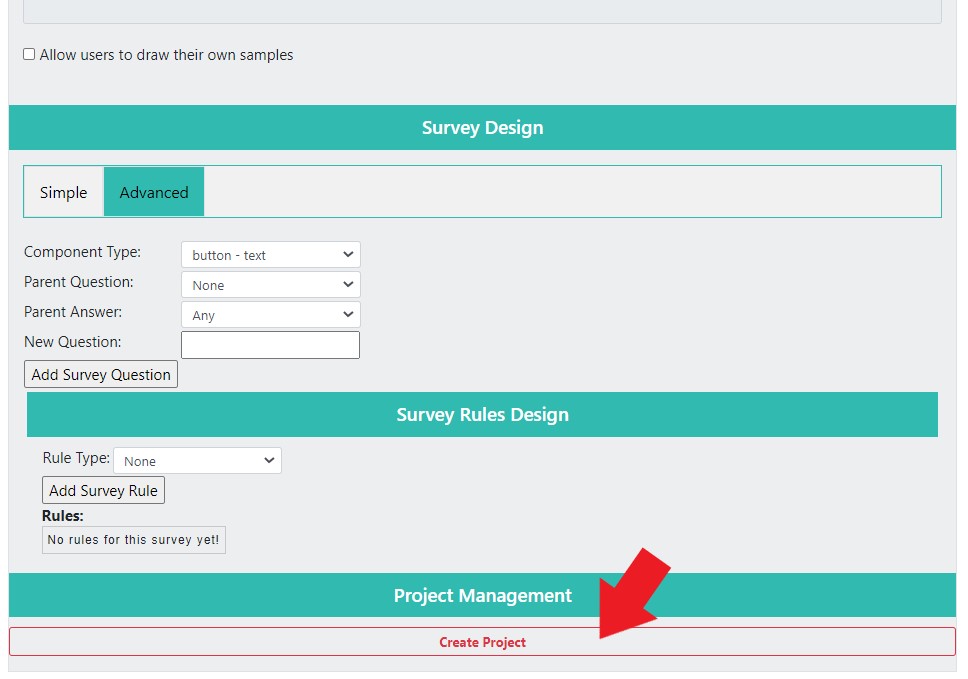 Allow users to draw their own samples
Survey Design
Simple Advanced
Component Type: button - text
Parent Question: None
Parent Answer: Any
New Question:
Add Survey Question
Survey Rules Design
Rule Type: None
Add Survey Rule
Rules:
No rules for this survey yet!
Project Management
Create Project